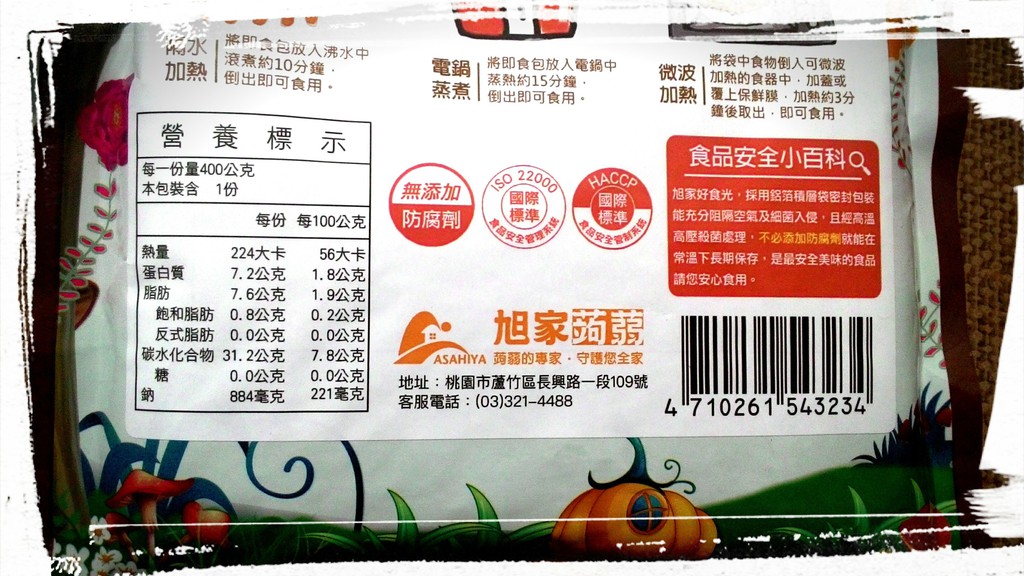 隔水
加熱
將即食包放入沸水中
滾煮約10分鐘，
倒出即可食用。
電鍋
蒸煮
將即食包放入電鍋中
蒸熱約15分鐘，
倒出即可食用。
微波
加熱
將袋中食物倒入可微波
加熱的食器中，加蓋或
覆上保鮮膜，加熱約3分
鐘後取出，即可食用。
營養標示
每一份量400公克
本包裝含 1份
每份 每100公克
熱量 224大卡 56大卡
蛋白質 7.2公克 1.8公克
脂肪 7.6公克 1.9公克
飽和脂肪 0.8公克 0.2公克
反式脂肪 0.0公克 0.0公克
碳水化合物 31.2公克 7.8公克
糖 0.0公克 0.0公克
鈉 884毫克 221毫克
無添加
防腐劑
ISO 22000
國際
標準
食品安全管理系統
HACCP
國際
標準
食品安全管制系統
食品安全小百科
旭家好食光，採用鋁箔積層袋密封包裝
能充分阻隔空氣及細菌入侵，且經高溫
高壓殺菌處理，不必添加防腐劑就能在
常溫下長期保存，是最安全美味的食品
請您安心食用。
ASAHIYA
旭家蒟蒻
蒟蒻的專家．守護您全家
地址：桃園市蘆竹區長興路一段109號
客服電話：(03)321-4488
4 710261 543234